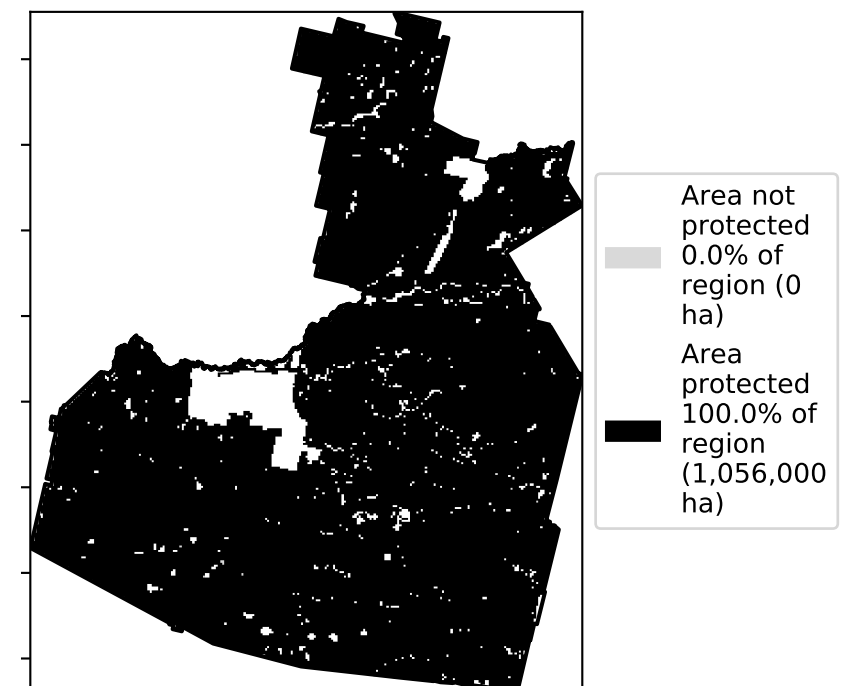 Area not
protected
0.0% of
region (0
ha)
Area
protected
100.0% of
region
(1,056,000
ha)